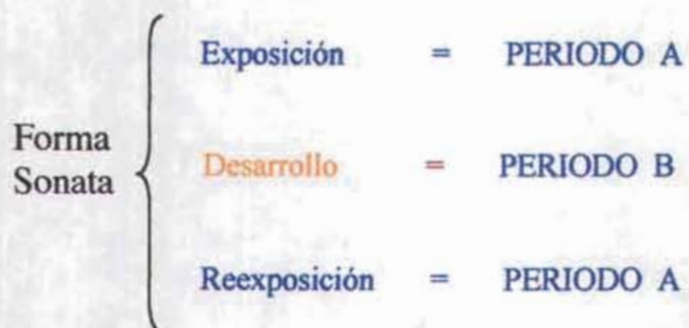 Forma
Sonata
Exposición = PERIODO A
Desarrollo = PERIODO B
Reexposición = PERIODO A